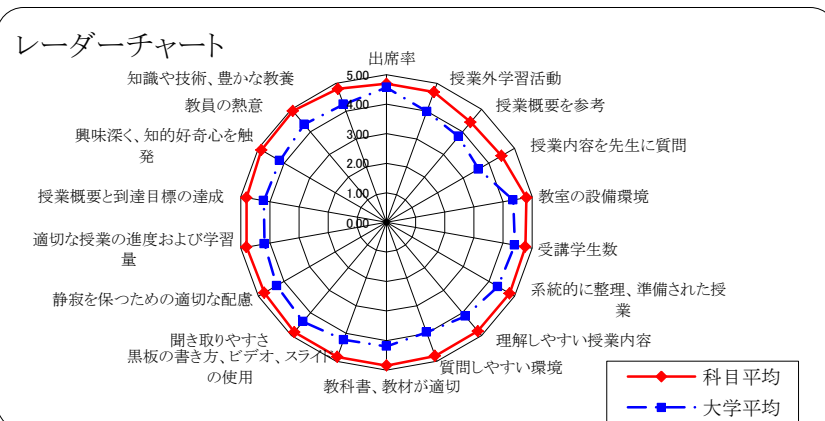 レーダーチャート
出席率
授業外学習活動
授業概要を参考
授業内容を先生に質問
教室の設備環境
受講学生数
系統的に整理、準備された授
業
理解しやすい授業内容
質問しやすい環境
教科書、教材が適切
黒板の書き方、ビデオ、スライド
の使用
聞き取りやすさ
静寂を保つための適切な配慮
適切な授業の進度および学習
量
授業概要と到達目標の達成
興味深く、知的好奇心を触
発
教員の熱意
知識や技術、豊かな教養
5.00
4.00
3.00
2.00
1.00
0.00
科目平均
大学平均